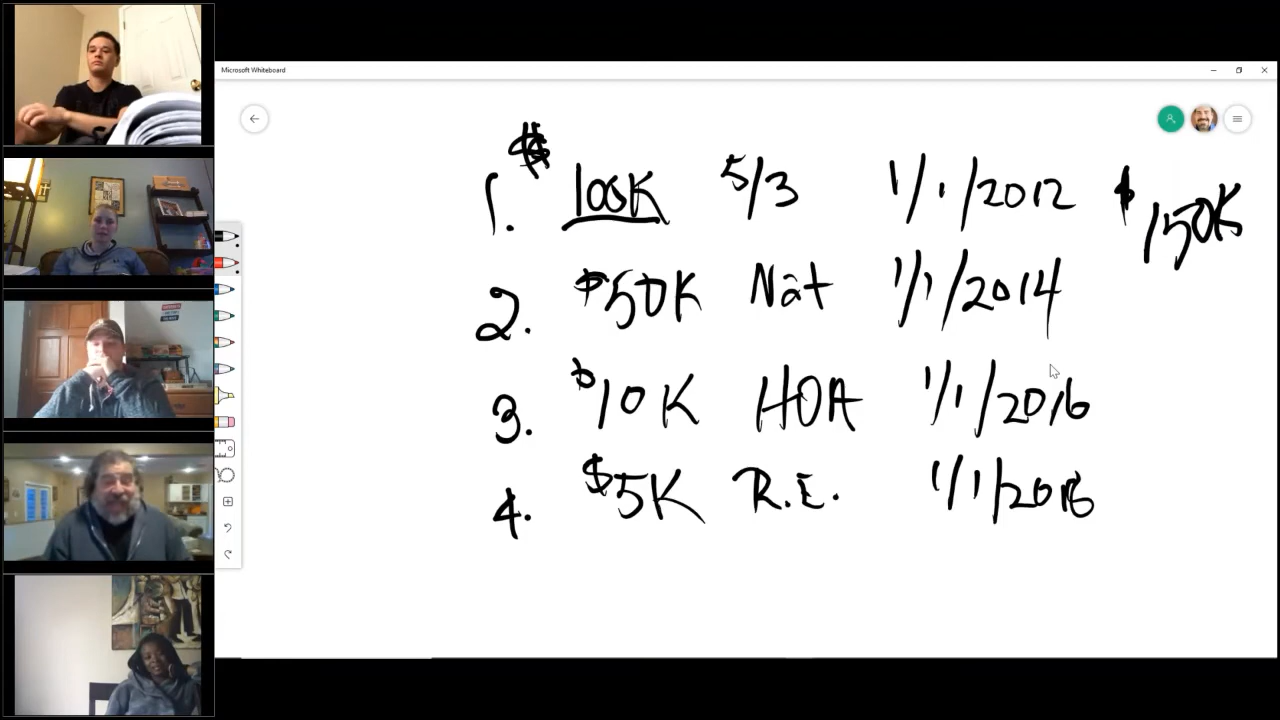 Microsoft Whiteboard
$
1. 100K 5/3 1/1/2012 $150K
2. $50K Nat 1/1/2014
3. $10K HOA 1/1/2016
4. $5K R.E. 1/1/2018